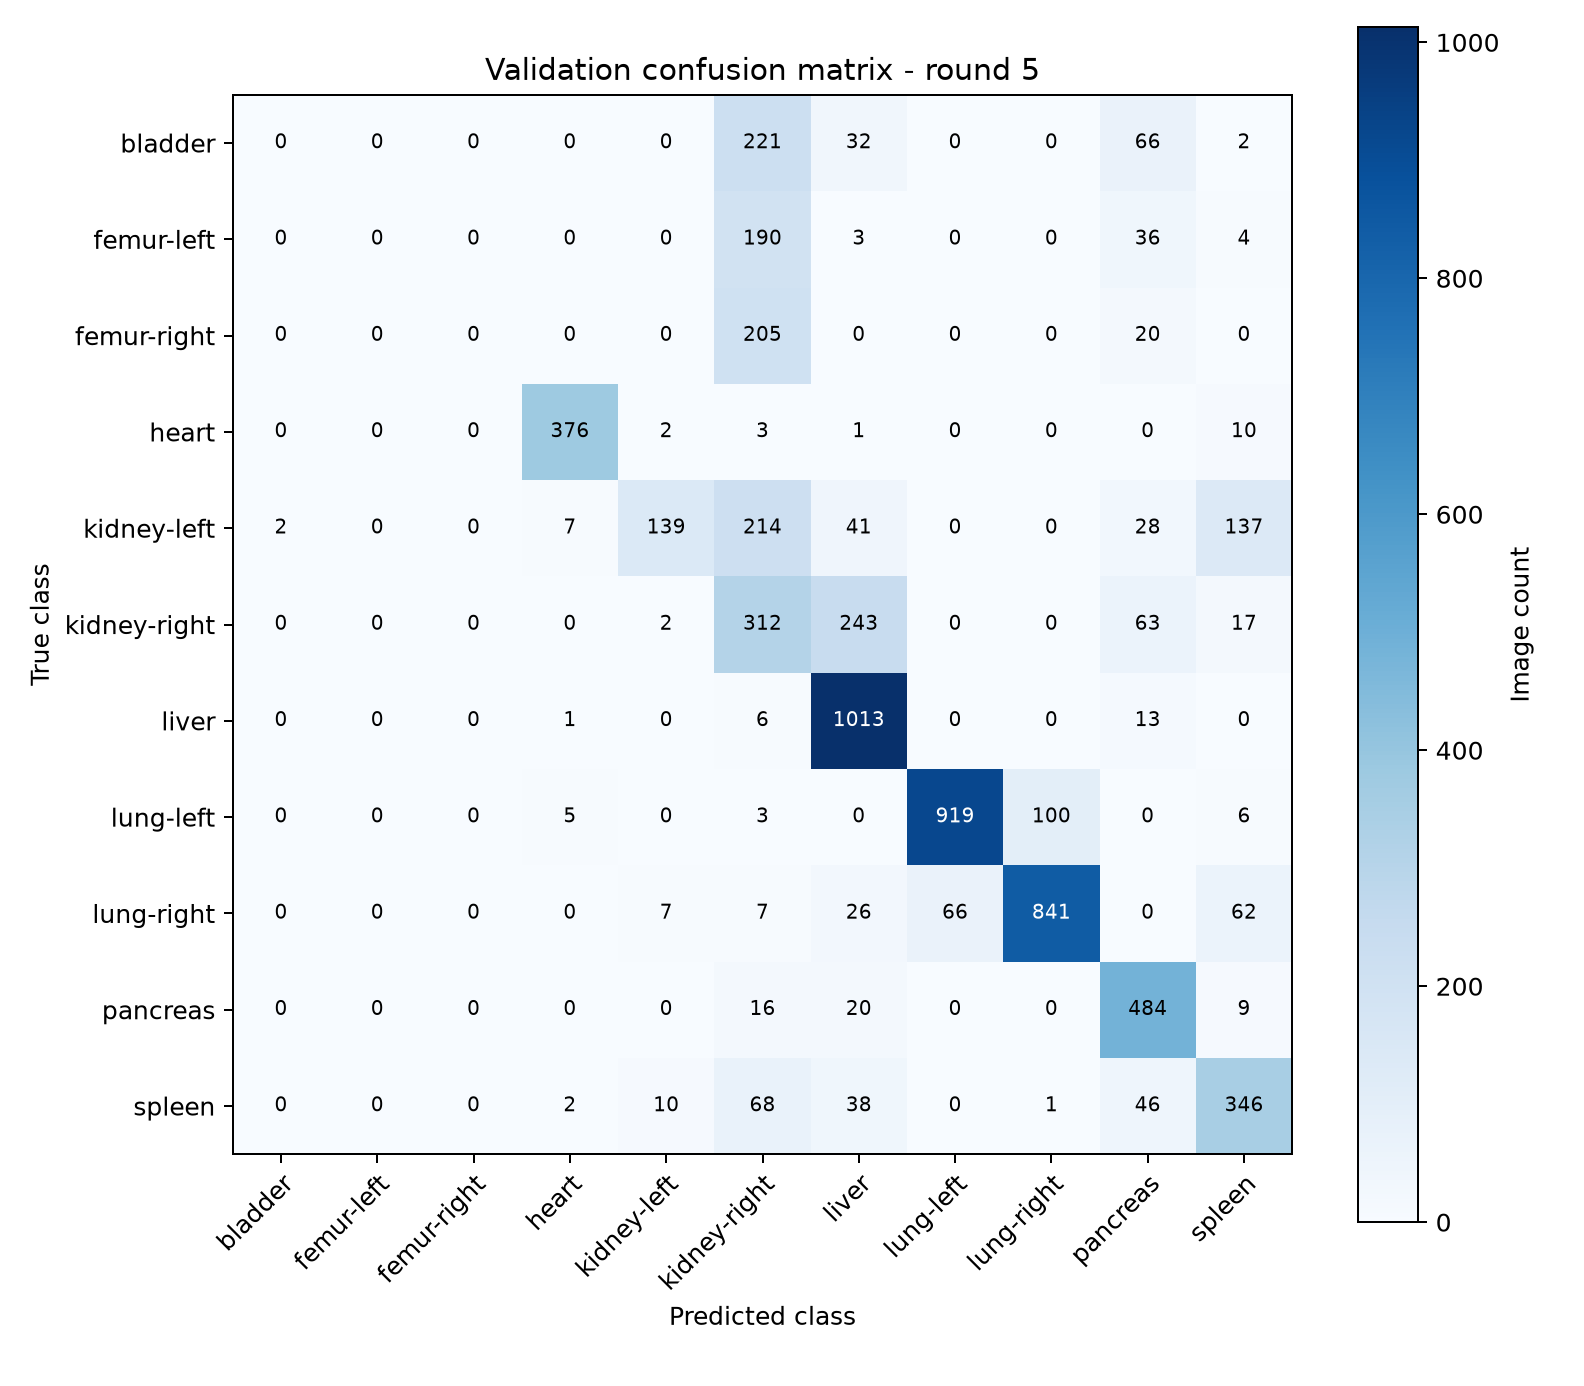 Validation confusion matrix - round 5
True class
bladder 0 0 0 0 0 221 32 0 0 66 2
femur-left 0 0 0 0 0 190 3 0 0 36 4
femur-right 0 0 0 0 0 205 0 0 0 20 0
heart 0 0 0 376 2 3 1 0 0 0 10
kidney-left 2 0 0 7 139 214 41 0 0 28 137
kidney-right 0 0 0 0 2 312 243 0 0 63 17
liver 0 0 0 1 0 6 1013 0 0 13 0
lung-left 0 0 0 5 0 3 0 919 100 0 6
lung-right 0 0 0 0 7 7 26 66 841 0 62
pancreas 0 0 0 0 0 16 20 0 0 484 9
spleen 0 0 0 2 10 68 38 0 1 46 346
bladder femur-left femur-right heart kidney-left kidney-right liver lung-left lung-right pancreas spleen
Predicted class
1000
800
600
400
200
0
Image count